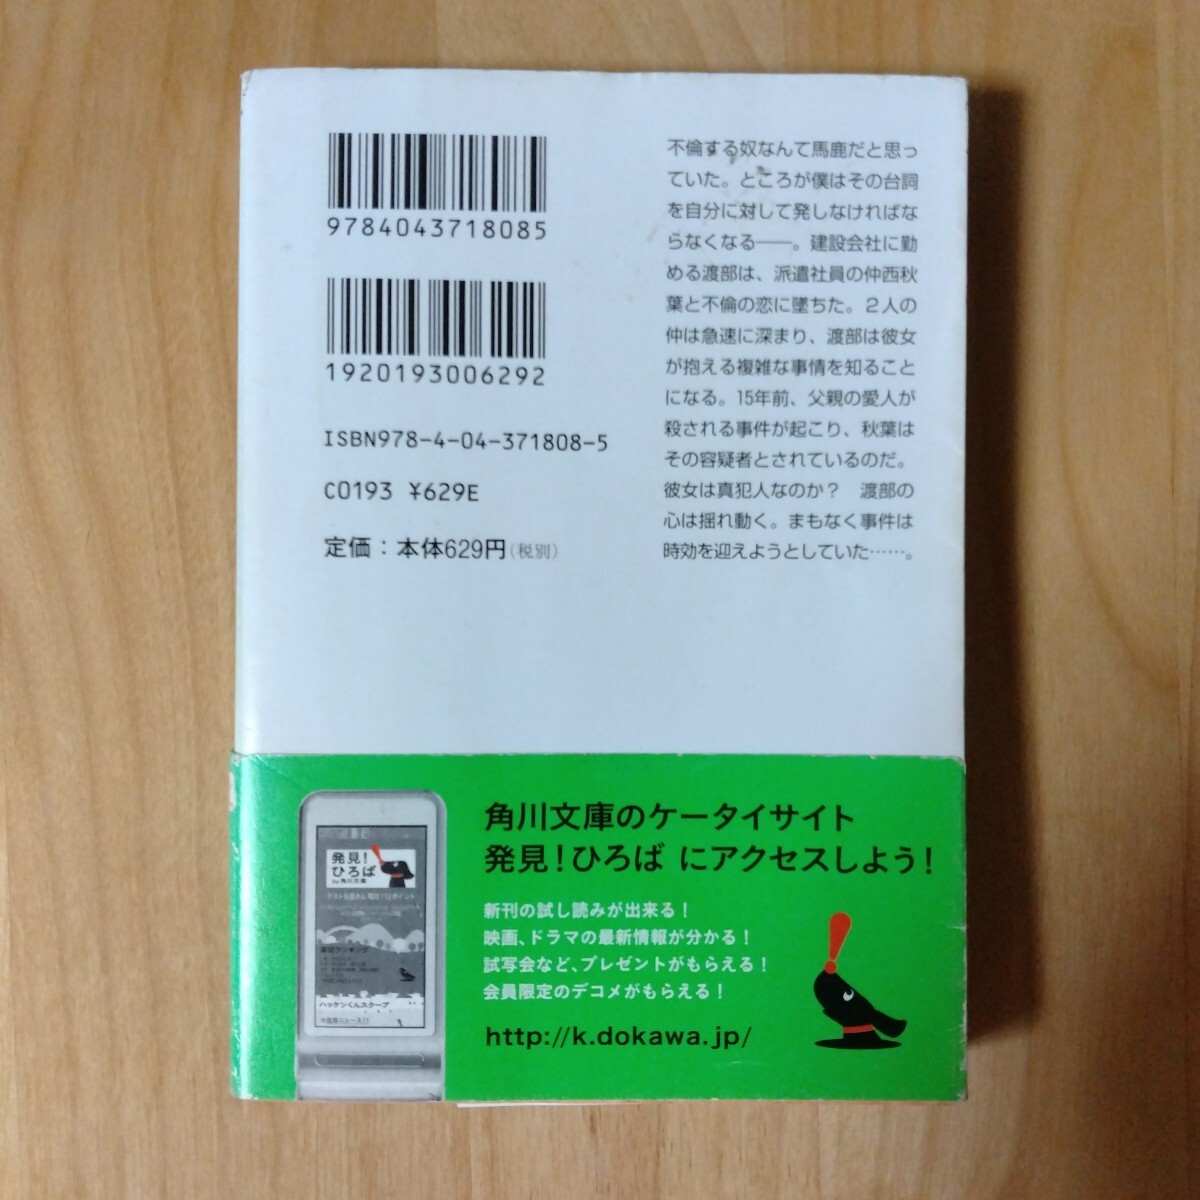 9784043718085
1920193006292
ISBN978-4-04-371808-5
C0193 ¥629E
定価：本体629円(税別)
不倫する奴なんて馬鹿だと思っ
ていた。ところが僕はその台詞
を自分に対して発しなければな
らなくなる――。建設会社に勤
める渡部は、派遣社員の仲西秋
葉と不倫の恋に墜ちた。２人の
仲は急速に深まり、渡部は彼女
が抱える複雑な事情を知ること
になる。15年前、父親の愛人が
殺される事件が起こり、秋葉は
その容疑者とされているのだ。
彼女は真犯人なのか？　渡部の
心は揺れ動く。まもなく事件は
時効を迎えようとしていた……。
発見！
ひろば
by 角川文庫
ハッケンくんスクープ
角川文庫のケータイサイト
発見！ひろば にアクセスしよう！
新刊の試し読みが出来る！
映画、ドラマの最新情報が分かる！
試写会など、プレゼントがもらえる！
会員限定のデコメがもらえる！
http://k.dokawa.jp/